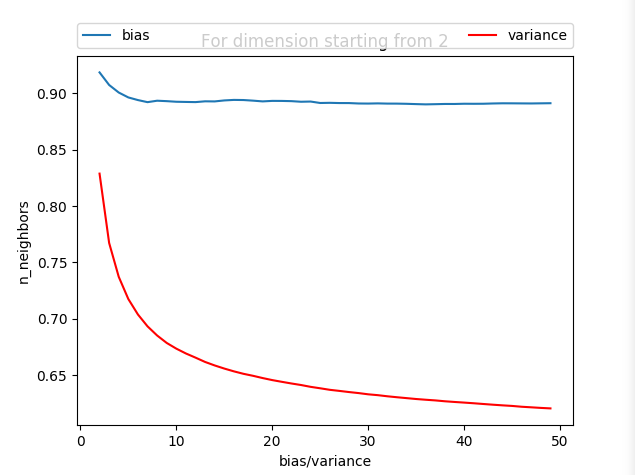 bias
variance
For dimension starting from 2
0.90
0.85
0.80
0.75
0.70
0.65
n_neighbors
0 10 20 30 40 50
bias/variance